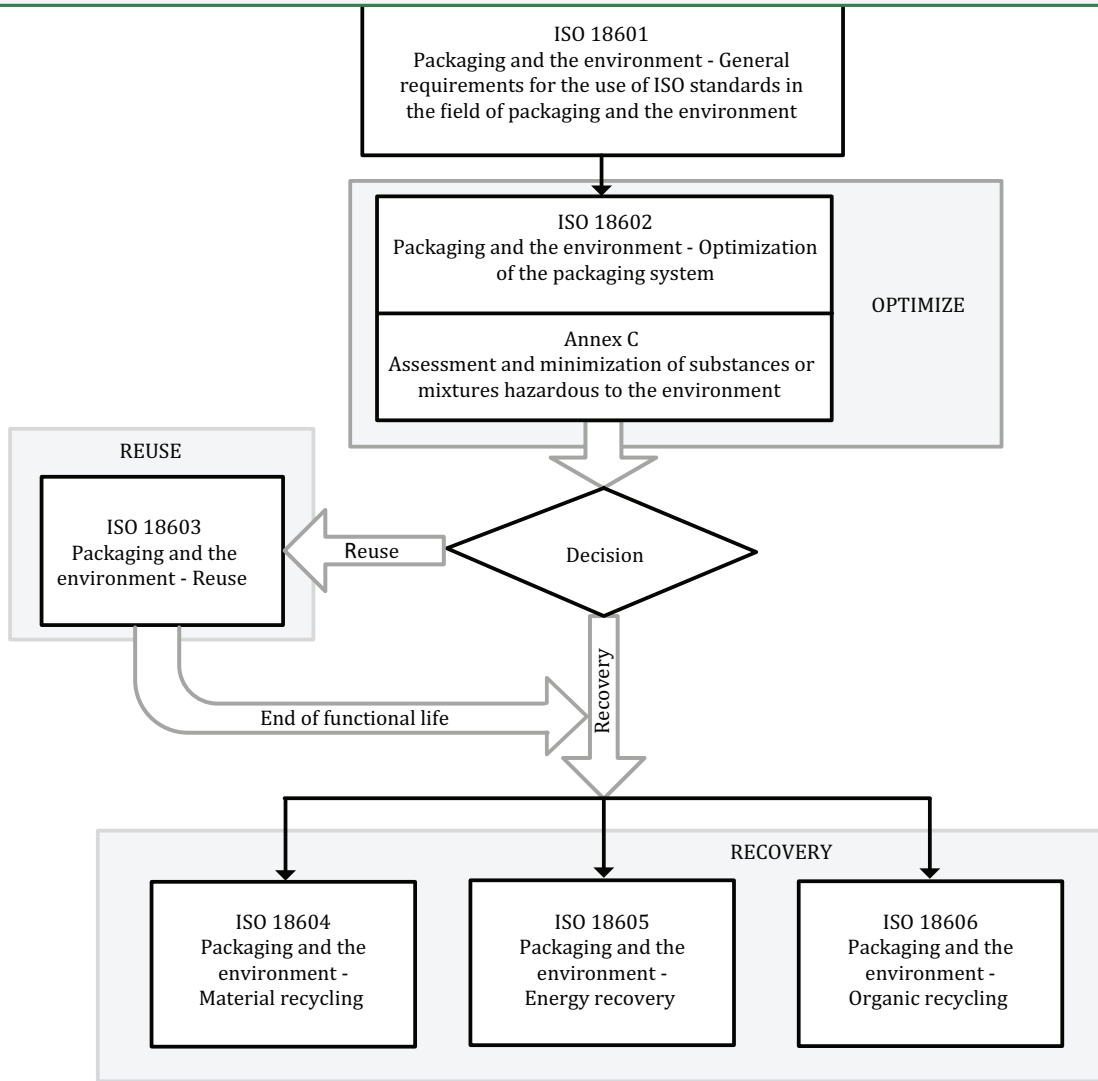 ISO 18601
Packaging and the environment - General
requirements for the use of ISO standards in
the field of packaging and the environment
ISO 18602
Packaging and the environment - Optimization
of the packaging system
OPTIMIZE
Annex C
Assessment and minimization of substances or
mixtures hazardous to the environment
REUSE
ISO 18603
Packaging and the
environment - Reuse
Reuse
Decision
Recovery
End of functional life
RECOVERY
ISO 18604
Packaging and the
environment -
Material recycling
ISO 18605
Packaging and the
environment -
Energy recovery
ISO 18606
Packaging and the
environment -
Organic recycling